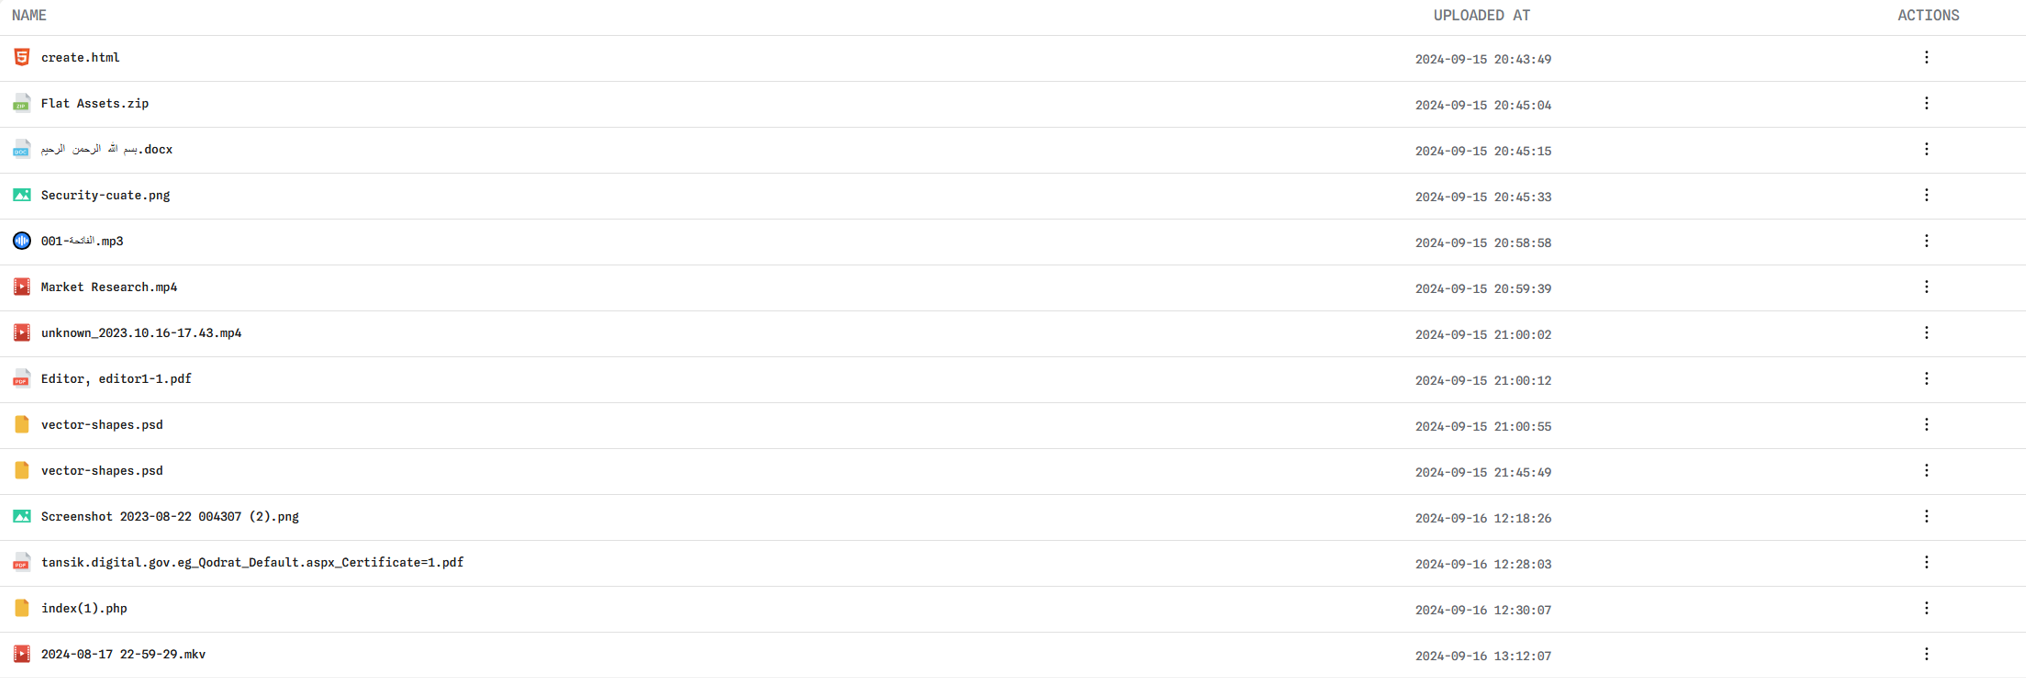 NAME UPLOADED AT ACTIONS
create.html 2024-09-15 20:43:49
Flat Assets.zip 2024-09-15 20:45:04
بسم الله الرحمن الرحيم.docx 2024-09-15 20:45:15
Security-cuate.png 2024-09-15 20:45:33
001-الفاتحة.mp3 2024-09-15 20:58:58
Market Research.mp4 2024-09-15 20:59:39
unknown_2023.10.16-17.43.mp4 2024-09-15 21:00:02
Editor, editor1-1.pdf 2024-09-15 21:00:12
vector-shapes.psd 2024-09-15 21:00:55
vector-shapes.psd 2024-09-15 21:45:49
Screenshot 2023-08-22 004307 (2).png 2024-09-16 12:18:26
tansik.digital.gov.eg_Qodrat_Default.aspx_Certificate=1.pdf 2024-09-16 12:28:03
index(1).php 2024-09-16 12:30:07
2024-08-17 22-59-29.mkv 2024-09-16 13:12:07